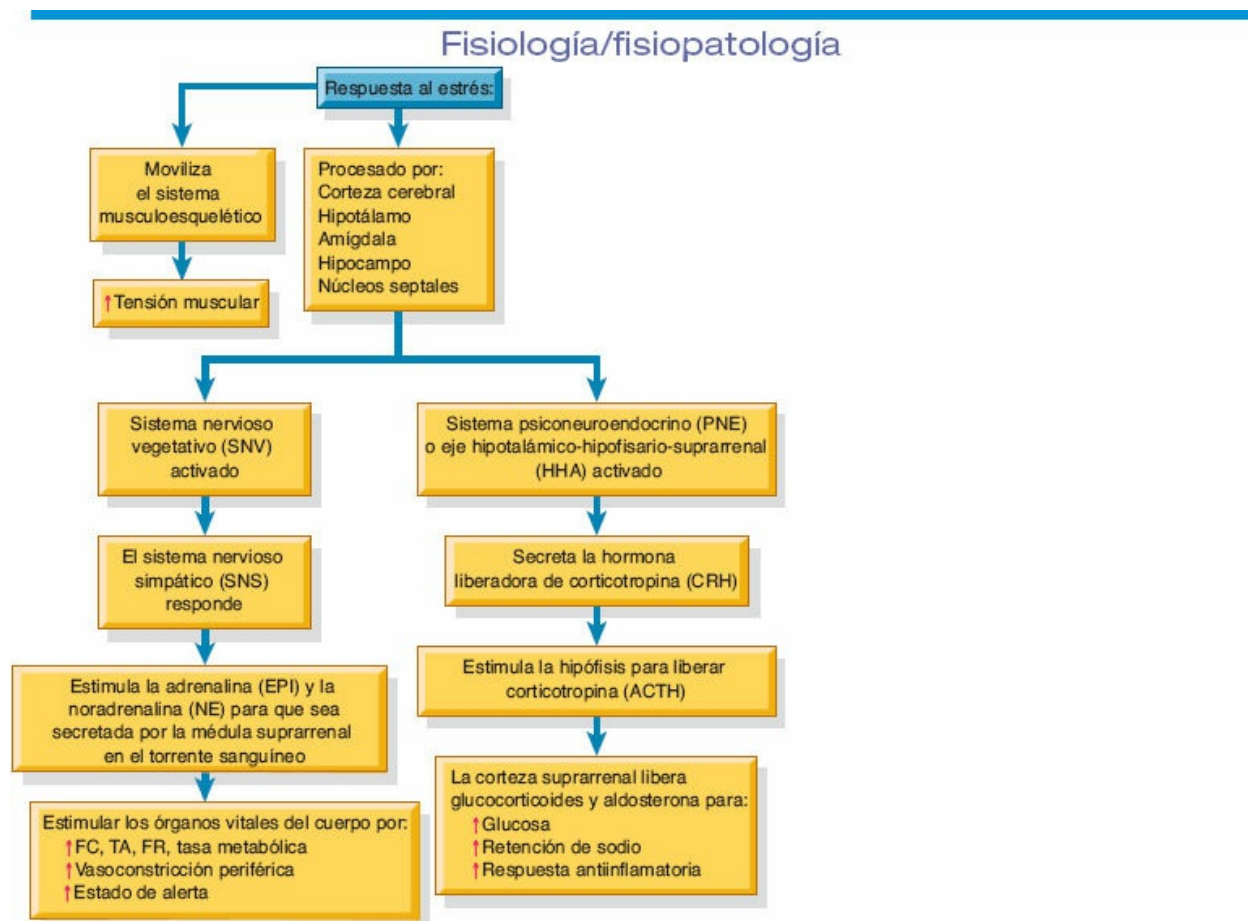 Fisiología/fisiopatología
Respuesta al estrés:
Moviliza
el sistema
musculoesquelético
↑Tensión muscular
Procesado por:
Corteza cerebral
Hipotálamo
Amígdala
Hipocampo
Núcleos septales
Sistema nervioso
vegetativo (SNV)
activado
El sistema nervioso
simpático (SNS)
responde
Estimula la adrenalina (EPI) y la
noradrenalina (NE) para que sea
secretada por la médula suprarrenal
en el torrente sanguíneo
Estimular los órganos vitales del cuerpo por:
↑FC, TA, FR, tasa metabólica
↑Vasoconstricción periférica
↑Estado de alerta
Sistema psiconeuroendocrino (PNE)
o eje hipotalámico-hipofisario-suprarrenal
(HHA) activado
Secreta la hormona
liberadora de corticotropina (CRH)
Estimula la hipófisis para liberar
corticotropina (ACTH)
La corteza suprarrenal libera
glucocorticoides y aldosterona para:
↑Glucosa
↑Retención de sodio
↑Respuesta antiinflamatoria